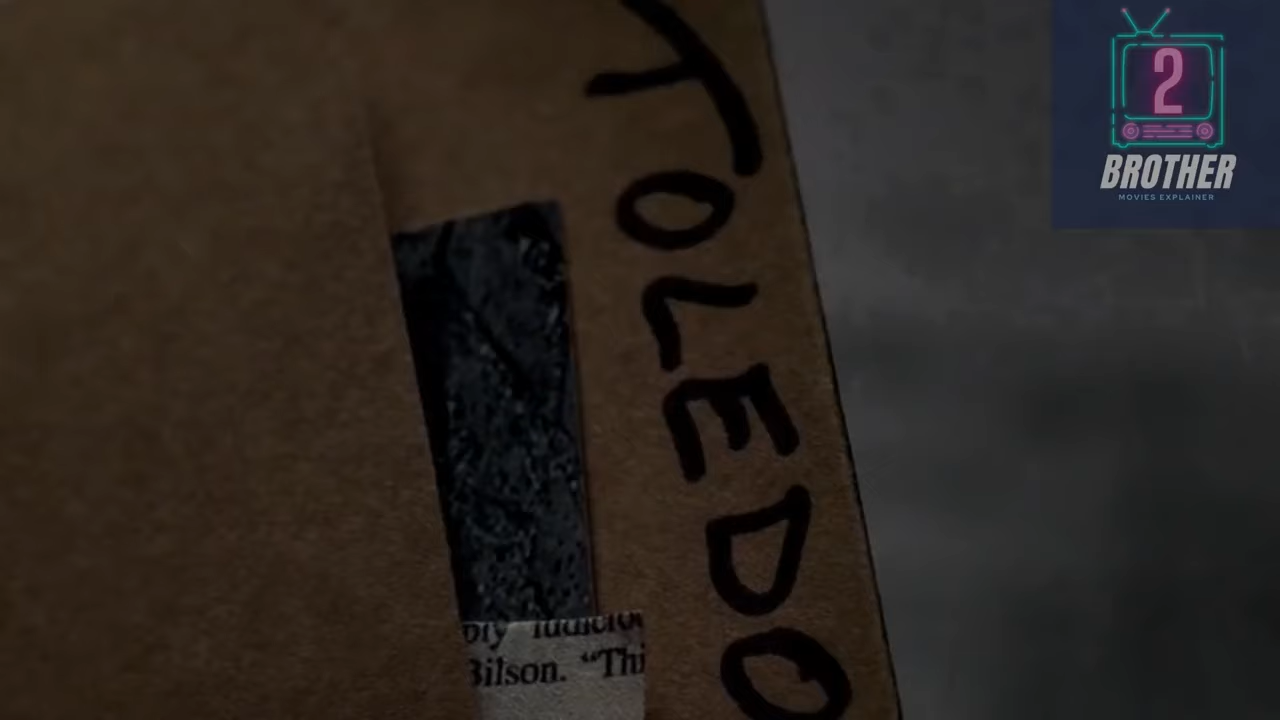 TOLEDO
2
BROTHER
MOVIES EXPLAINER
Bilson. “Thi